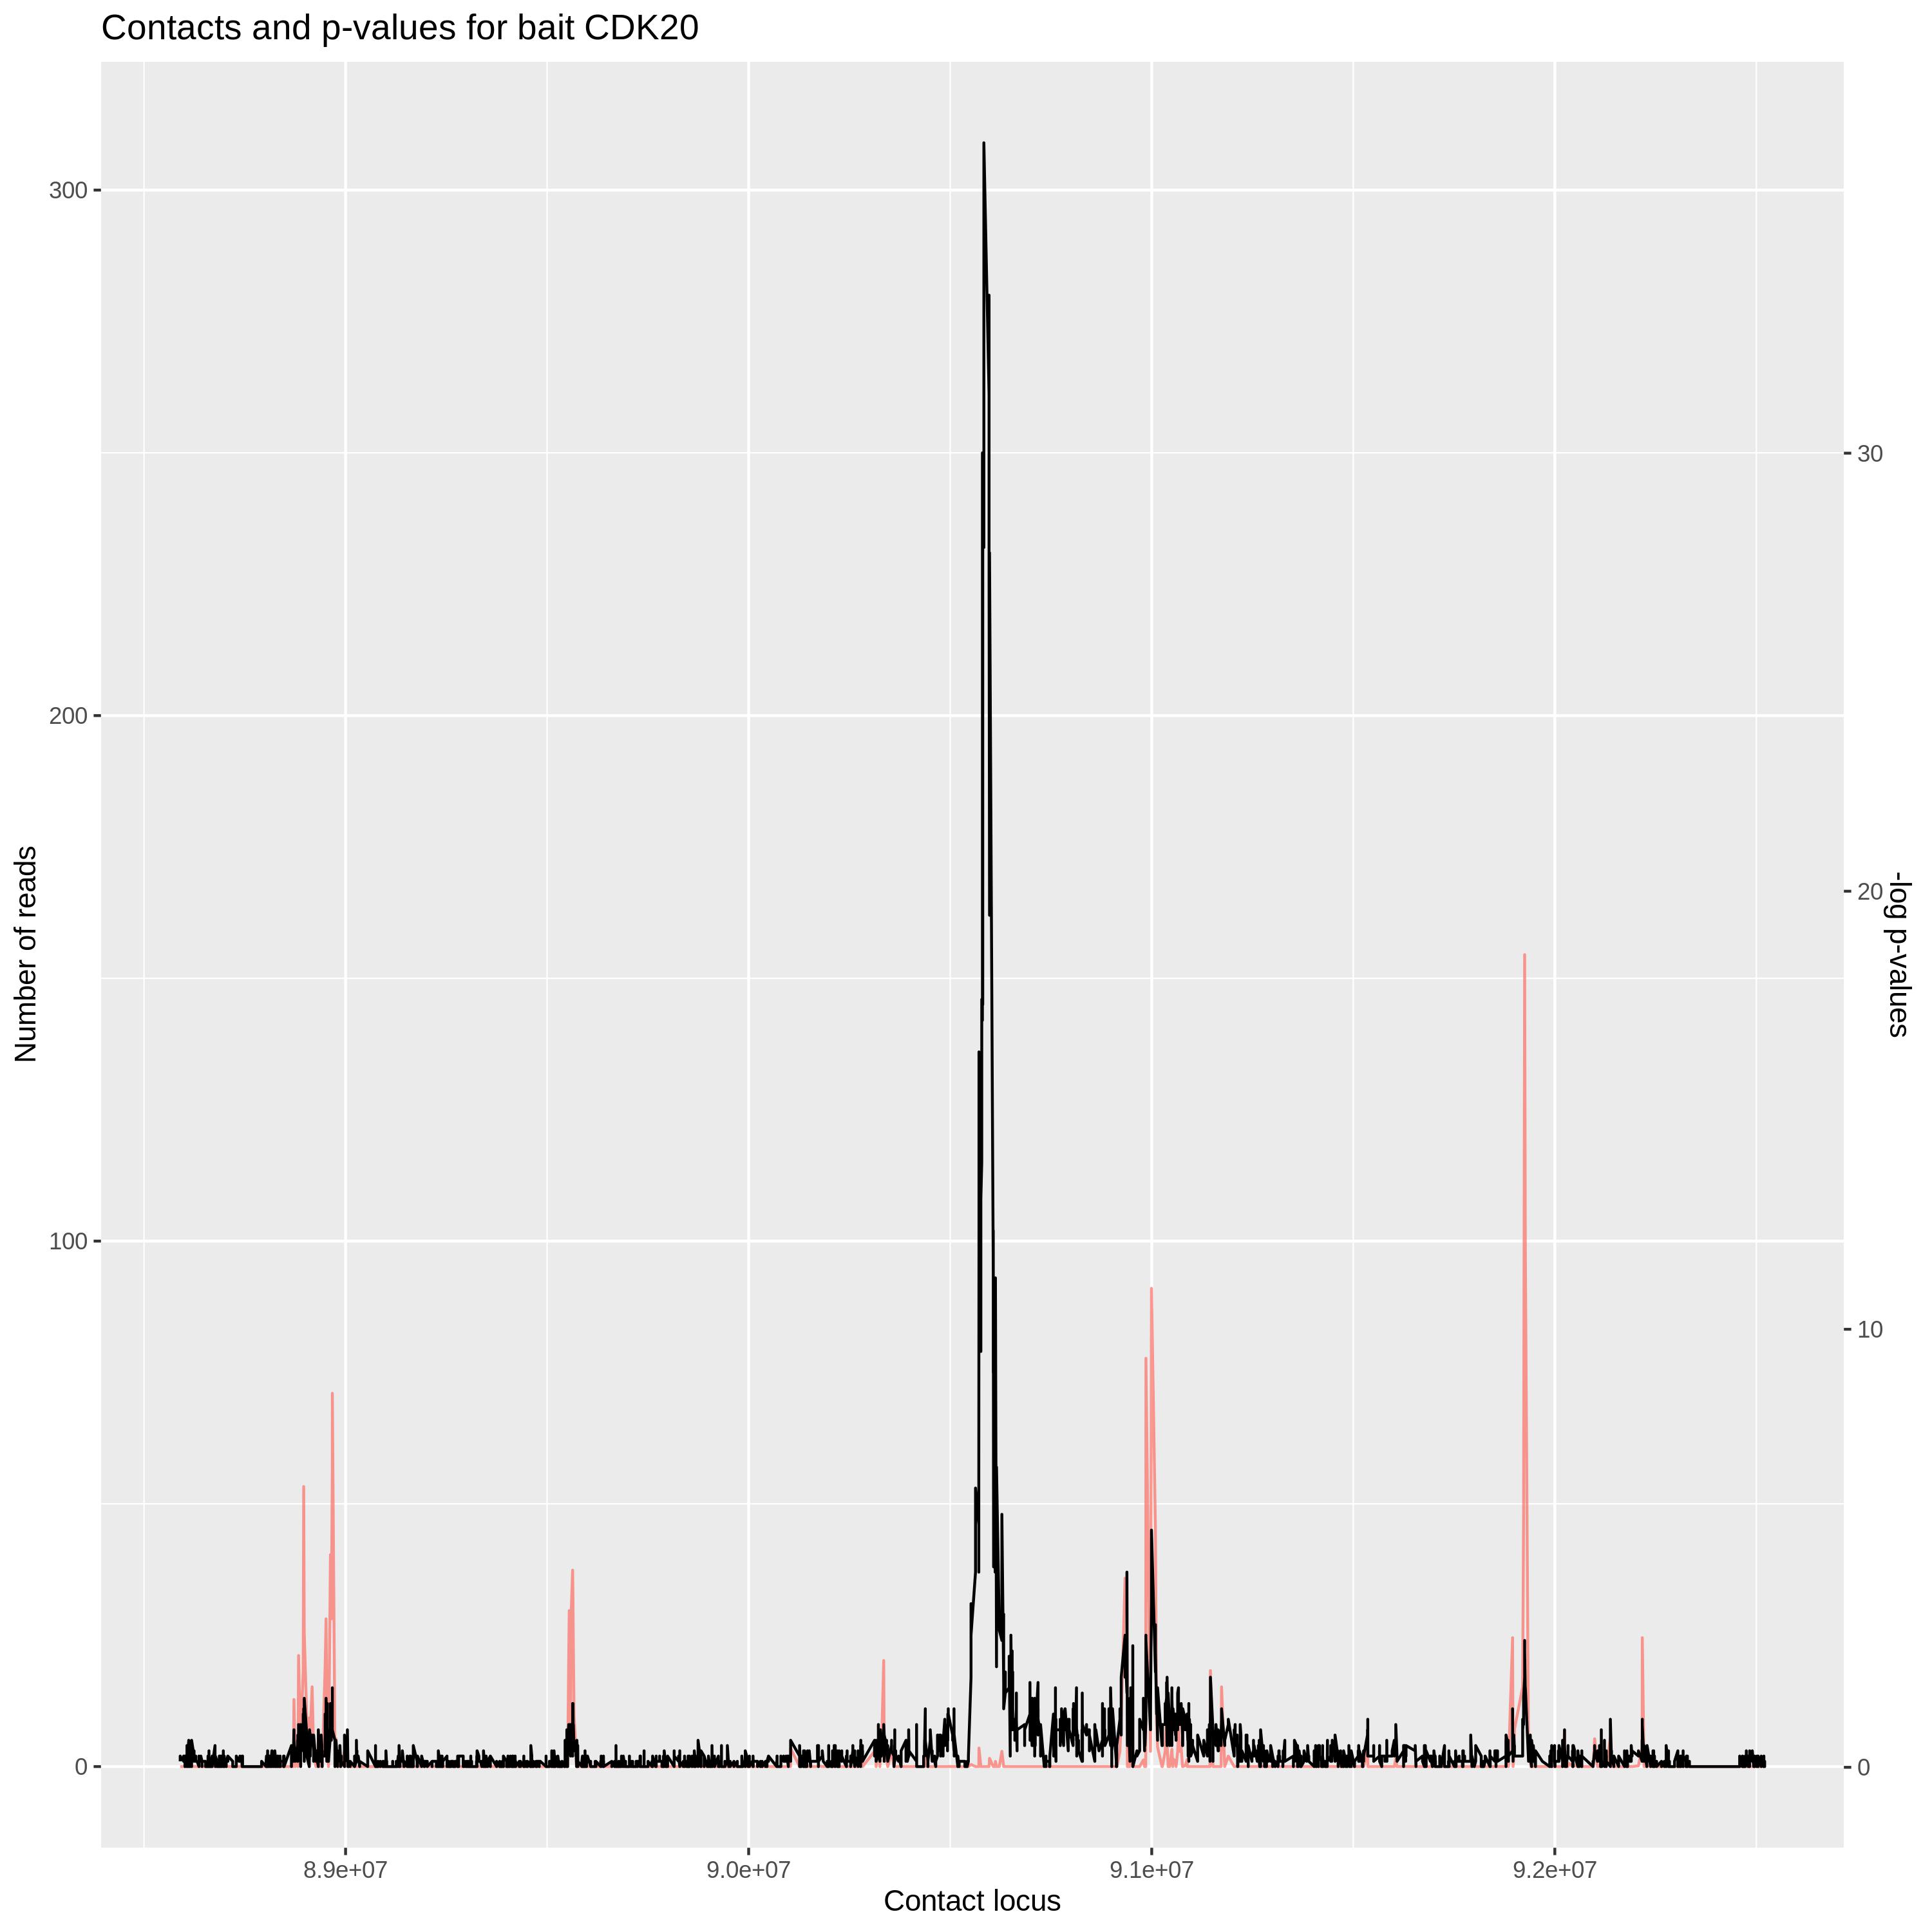 Contacts and p-values for bait CDK20
300
200
100
0
Number of reads
30
20
10
0
-log p-values
8.9e+07
9.0e+07
9.1e+07
9.2e+07
Contact locus